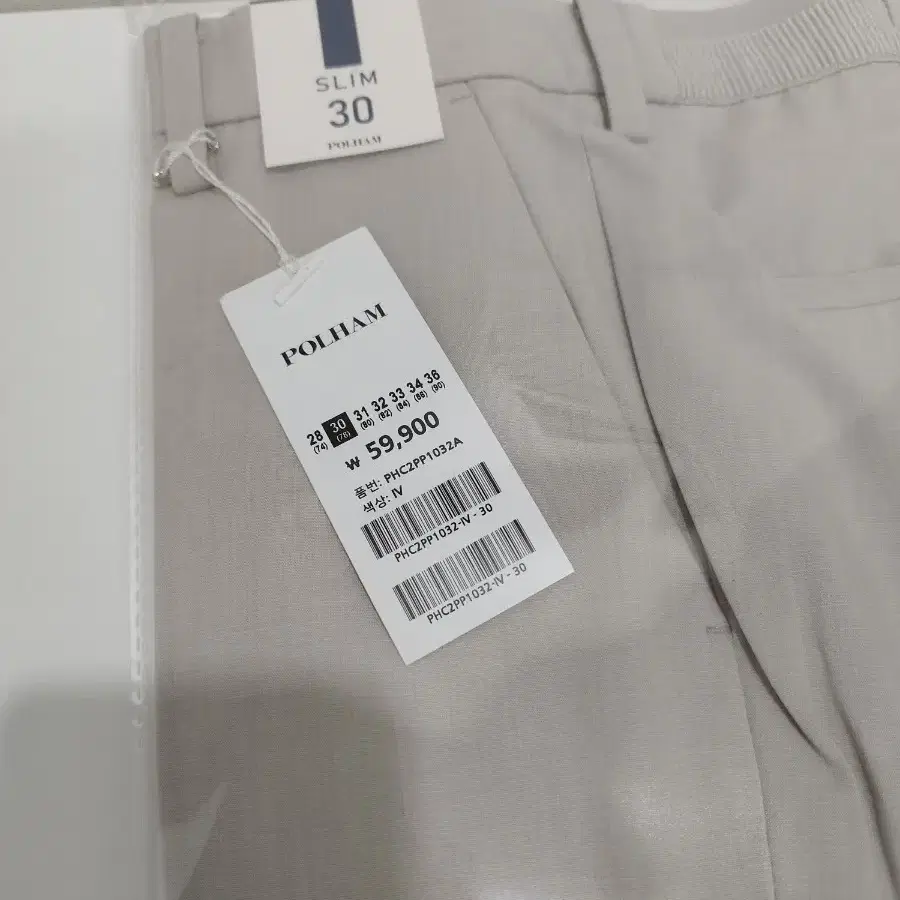 SLIM
30
POLHAM
POLHAM
28 30 31 32 33 34 36
(74) (78) (80) (82) (84) (86) (90)
₩ 59,900
품번: PHC2PP1032A
색상: IV
PHC2PP1032-IV - 30
PHC2PP1032-IV - 30